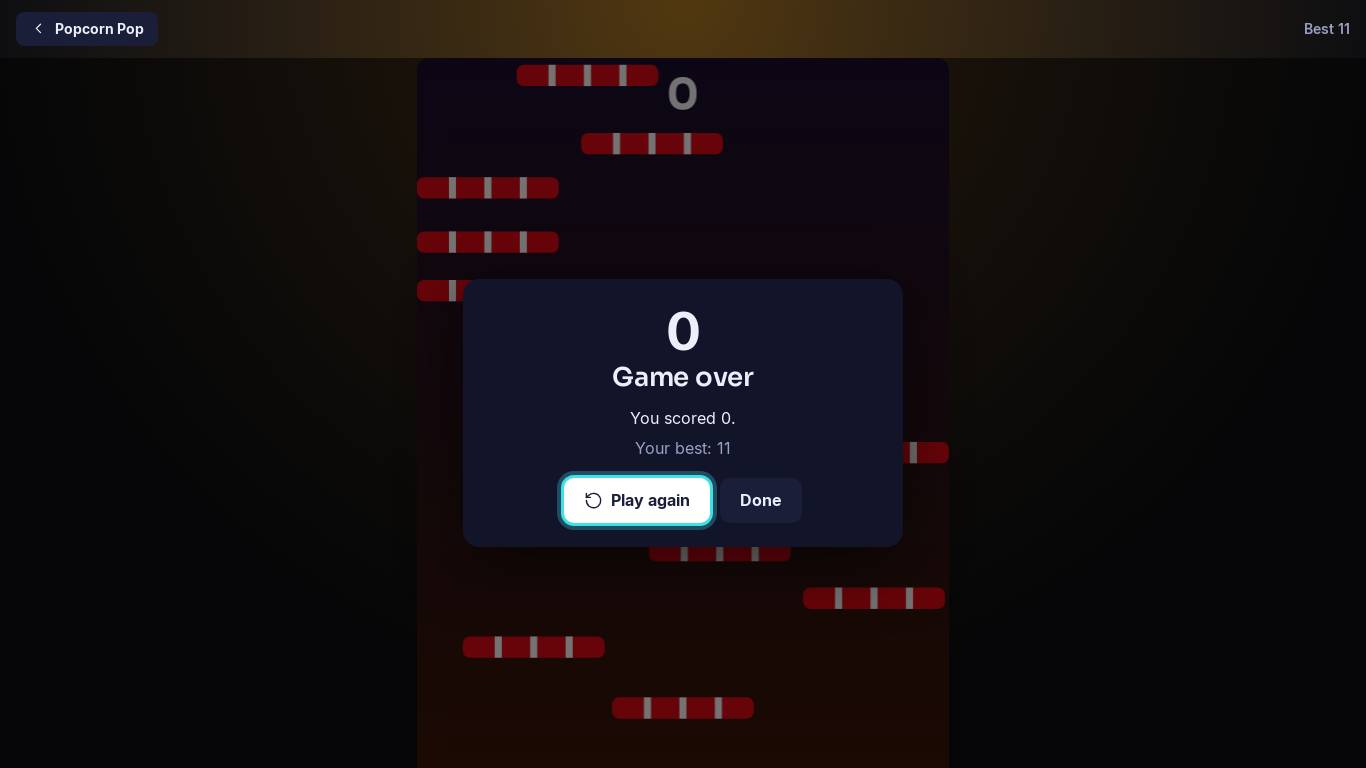 Popcorn Pop
Best 11
0
0
Game over
You scored 0.
Your best: 11
Play again
Done